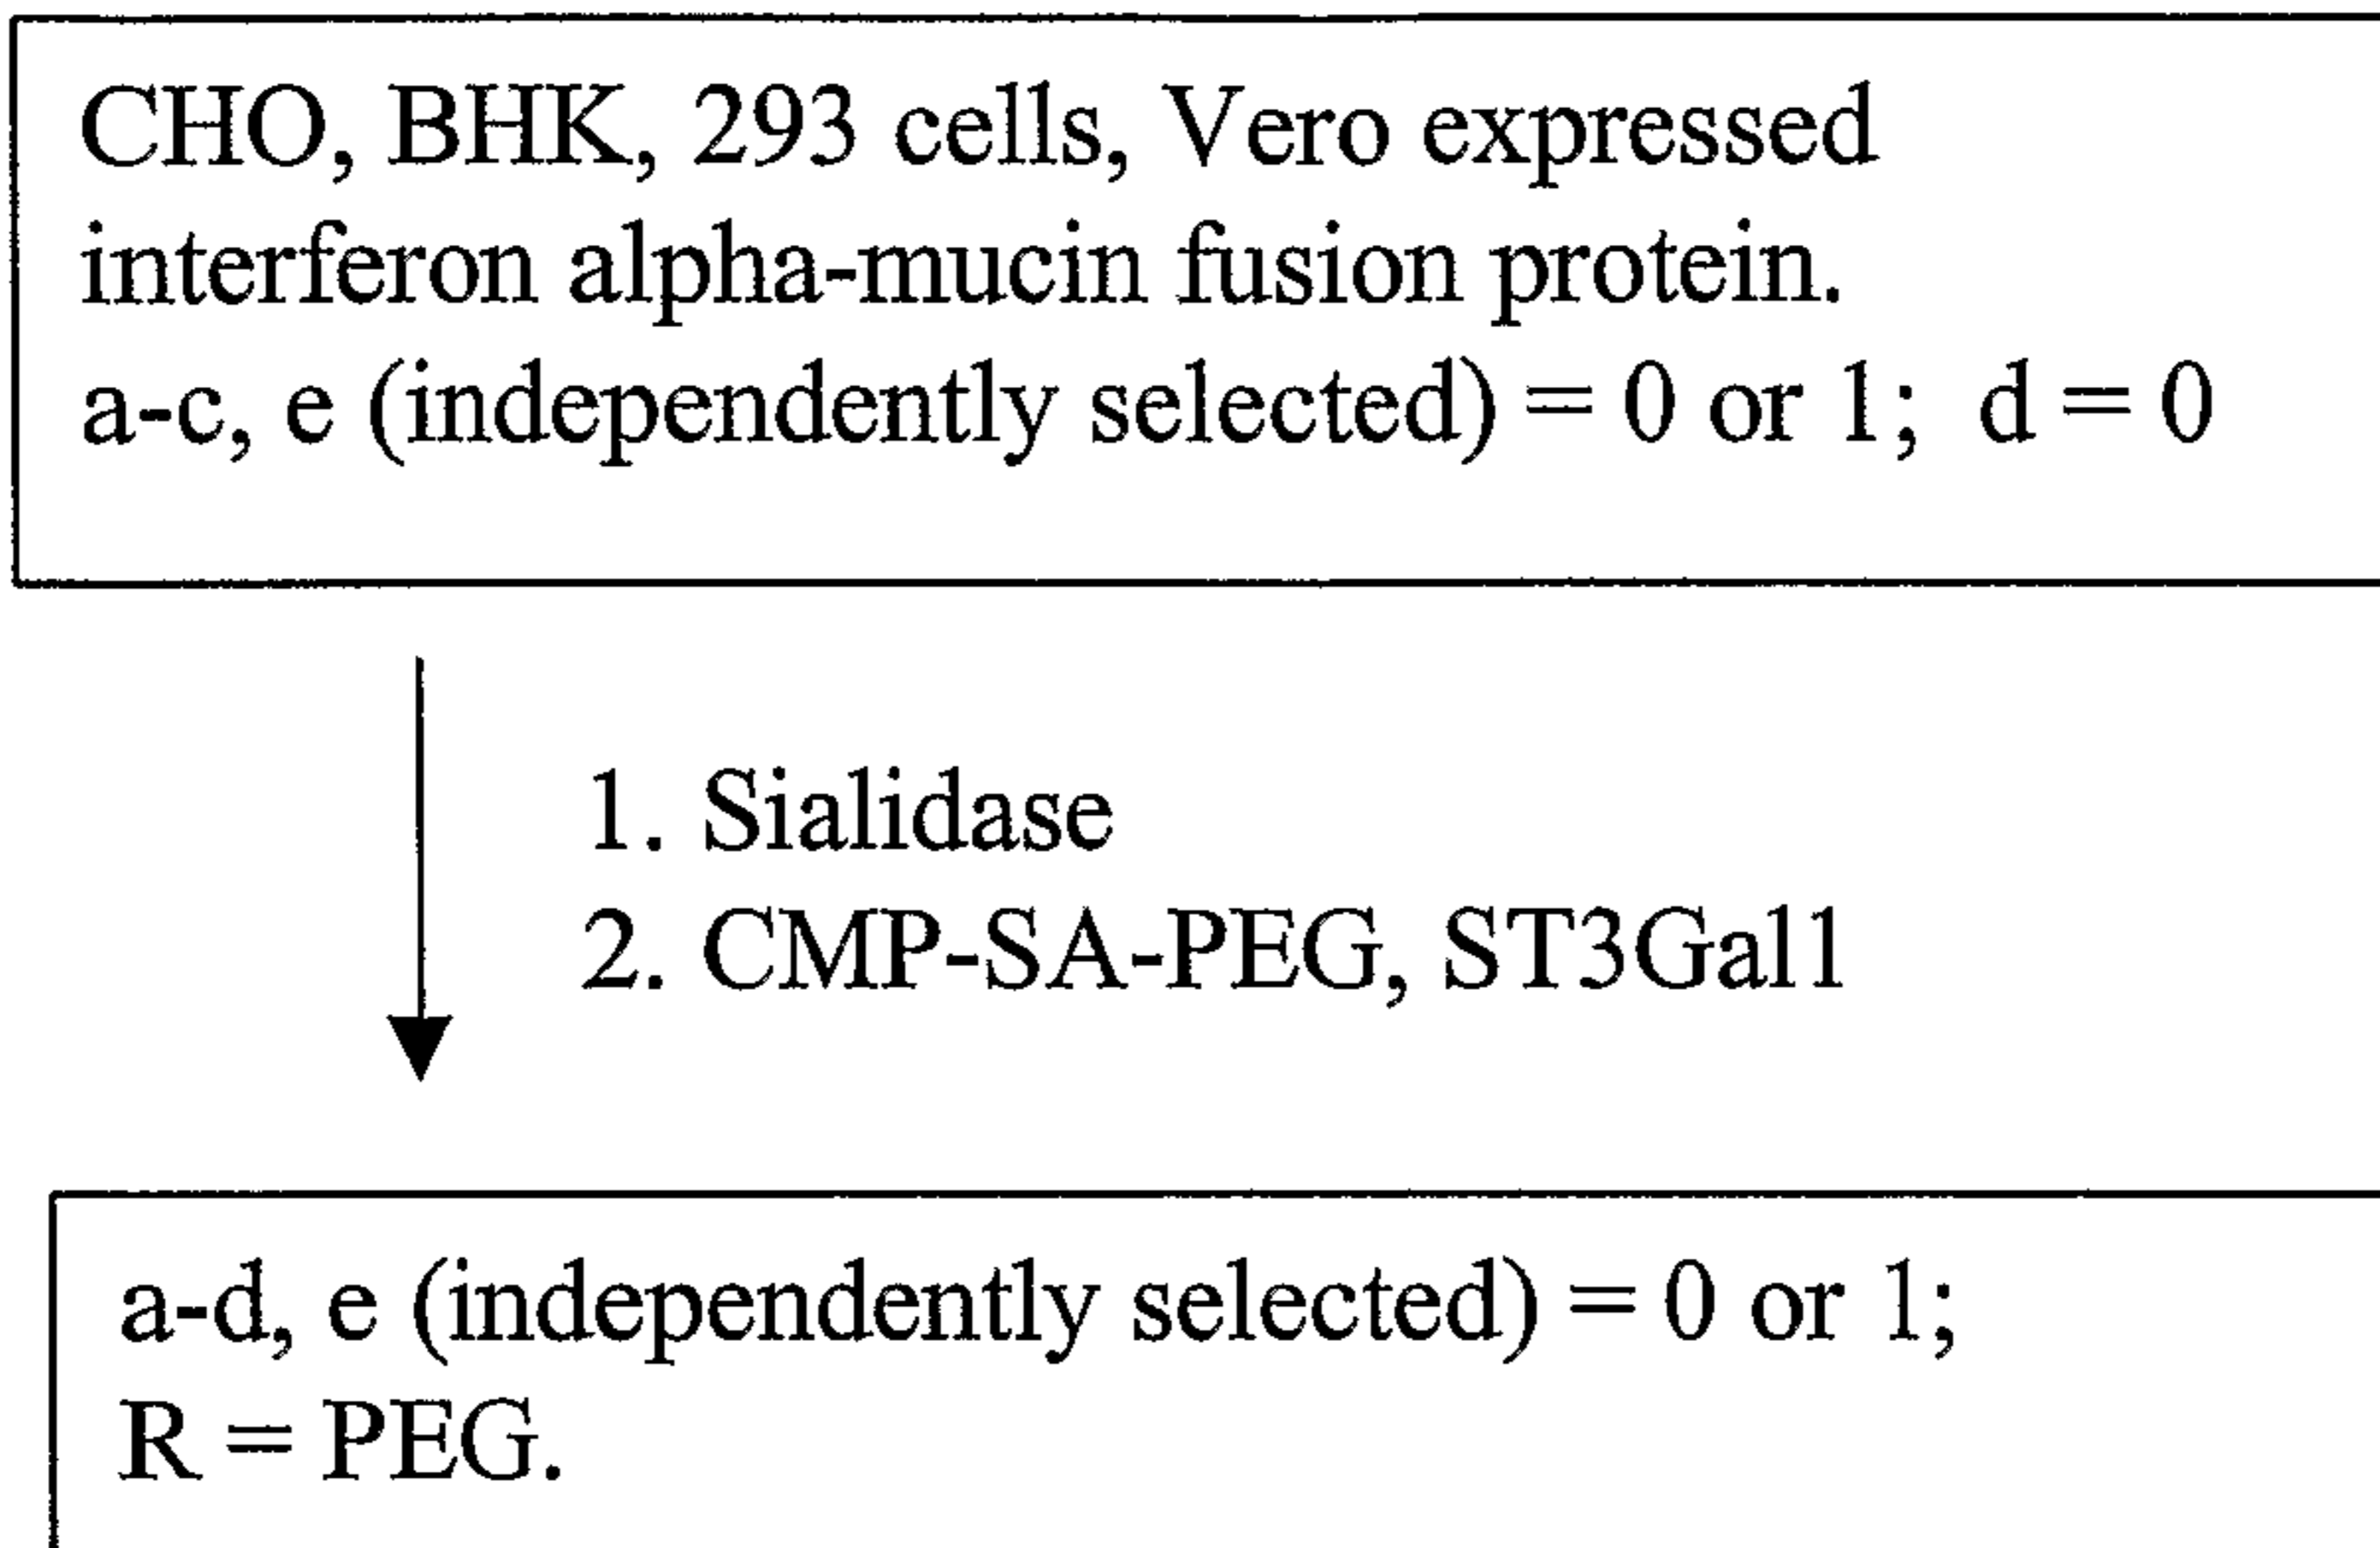 CHO, BHK, 293 cells, Vero expressed
interferon alpha-mucin fusion protein.
a-c, e (independently selected) = 0 or 1; d = 0
1. Sialidase
2. CMP-SA-PEG, ST3Gal1
a-d, e (independently selected) = 0 or 1;
R = PEG.